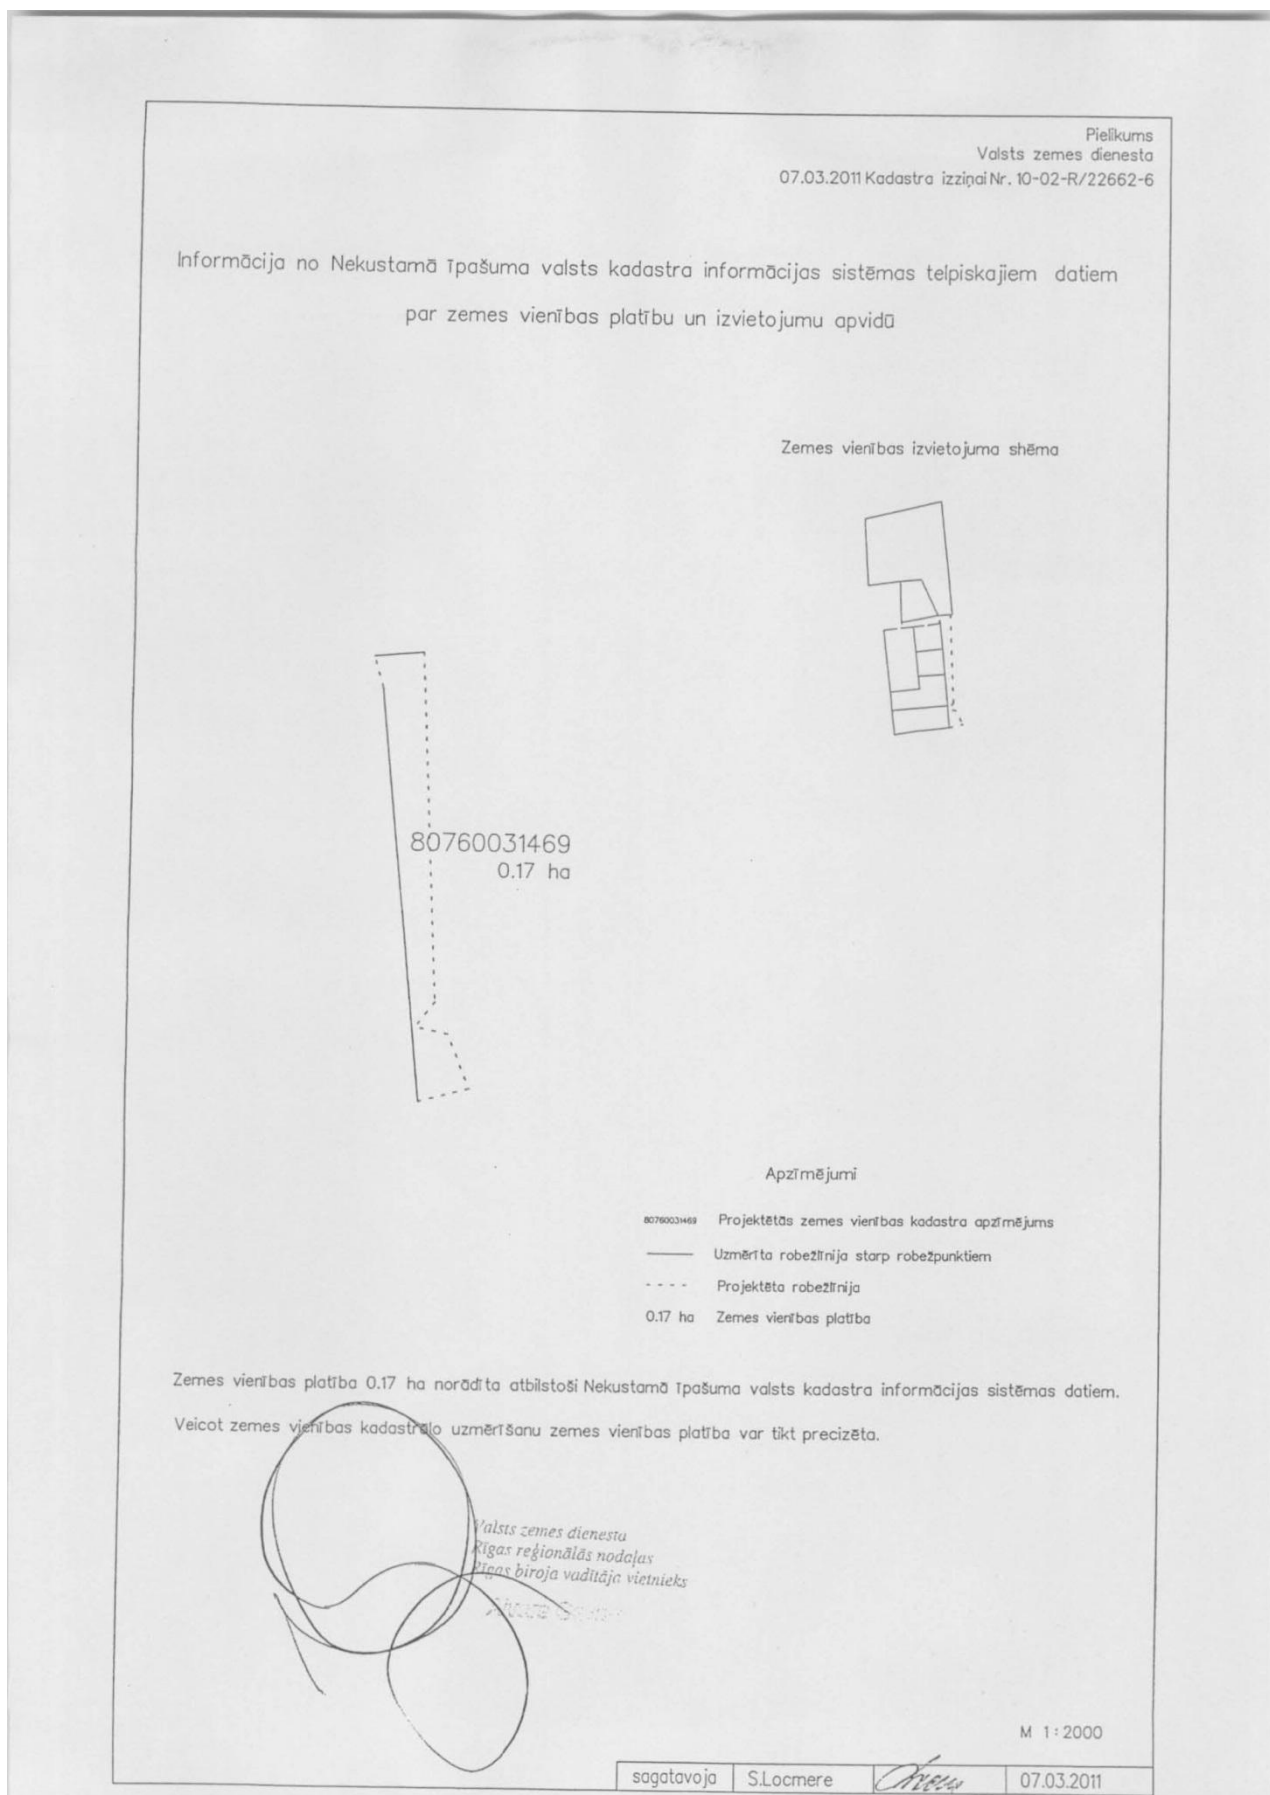 Pielikums
Valsts zemes dienesta
07.03.2011 Kadastra izziņai Nr. 10-02-R/22662-6
Informācija no Nekustamā īpašuma valsts kadastra informācijas sistēmas telpiskajiem datiem
par zemes vienības platību un izvietojumu apvidū
Zemes vienības izvietojuma shēma
80760031469
0.17 ha
Apzīmējumi
80760031469 Projektētās zemes vienības kadastra apzīmējums
Uzmērīta robežlīnija starp robežpunktiem
Projektēta robežlīnija
0.17 ha Zemes vienības platība
Zemes vienības platība 0.17 ha norādīta atbilstoši Nekustamā īpašuma valsts kadastra informācijas sistēmas datiem.
Veicot zemes vienības kadastrālo uzmērīšanu zemes vienības platība var tikt precizēta.
Valsts zemes dienesta
Rīgas reģionālās nodaļas
Rīgas biroja vadītāja vietnieks
M 1:2000
sagatavoja S.Locmere 07.03.2011